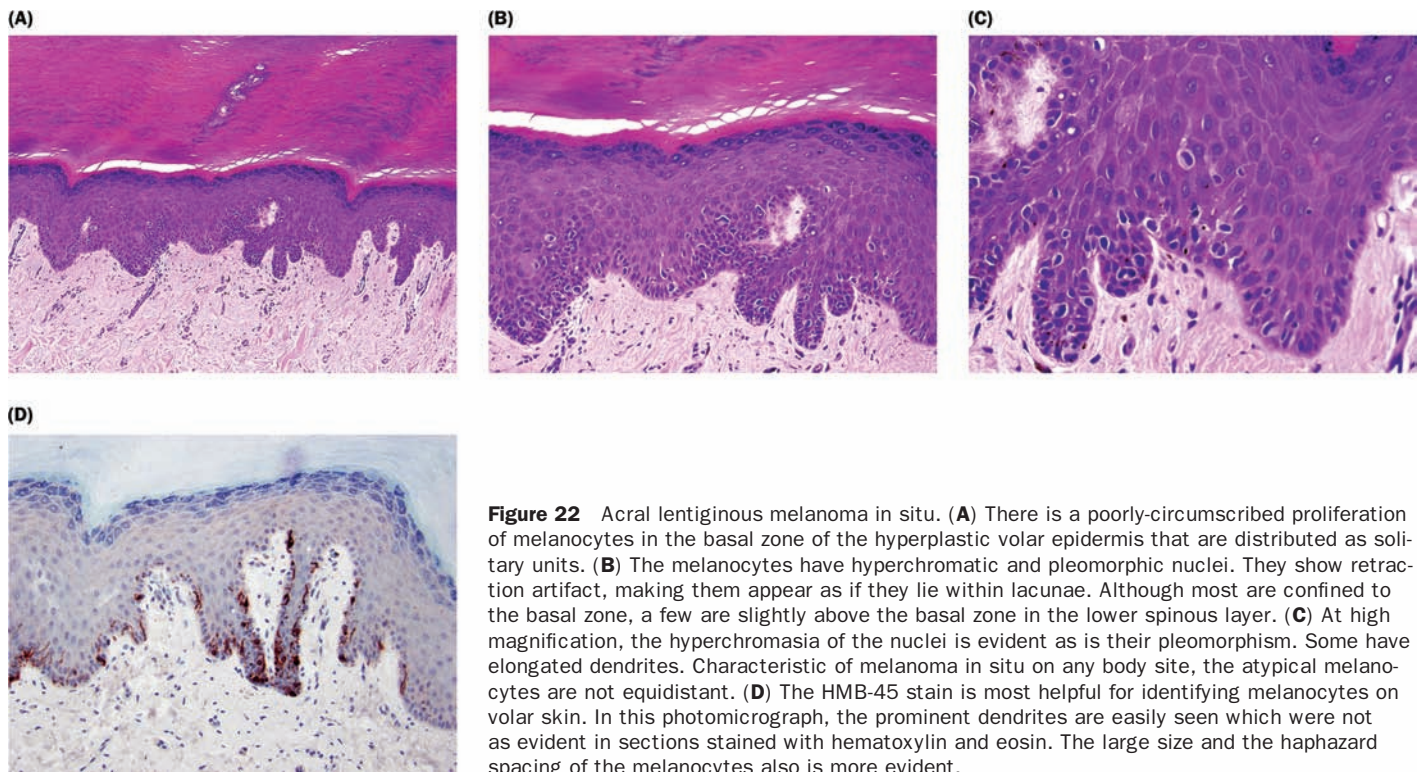 (A)
(B)
(C)
(D)
Figure 22 Acral lentiginous melanoma in situ. (A) There is a poorly-circumscribed proliferation
of melanocytes in the basal zone of the hyperplastic volar epidermis that are distributed as soli-
tary units. (B) The melanocytes have hyperchromatic and pleomorphic nuclei. They show retrac-
tion artifact, making them appear as if they lie within lacunae. Although most are confined to
the basal zone, a few are slightly above the basal zone in the lower spinous layer. (C) At high
magnification, the hyperchromasia of the nuclei is evident as is their pleomorphism. Some have
elongated dendrites. Characteristic of melanoma in situ on any body site, the atypical melano-
cytes are not equidistant. (D) The HMB-45 stain is most helpful for identifying melanocytes on
volar skin. In this photomicrograph, the prominent dendrites are easily seen which were not
as evident in sections stained with hematoxylin and eosin. The large size and the haphazard
spacing of the melanocytes also is more evident.